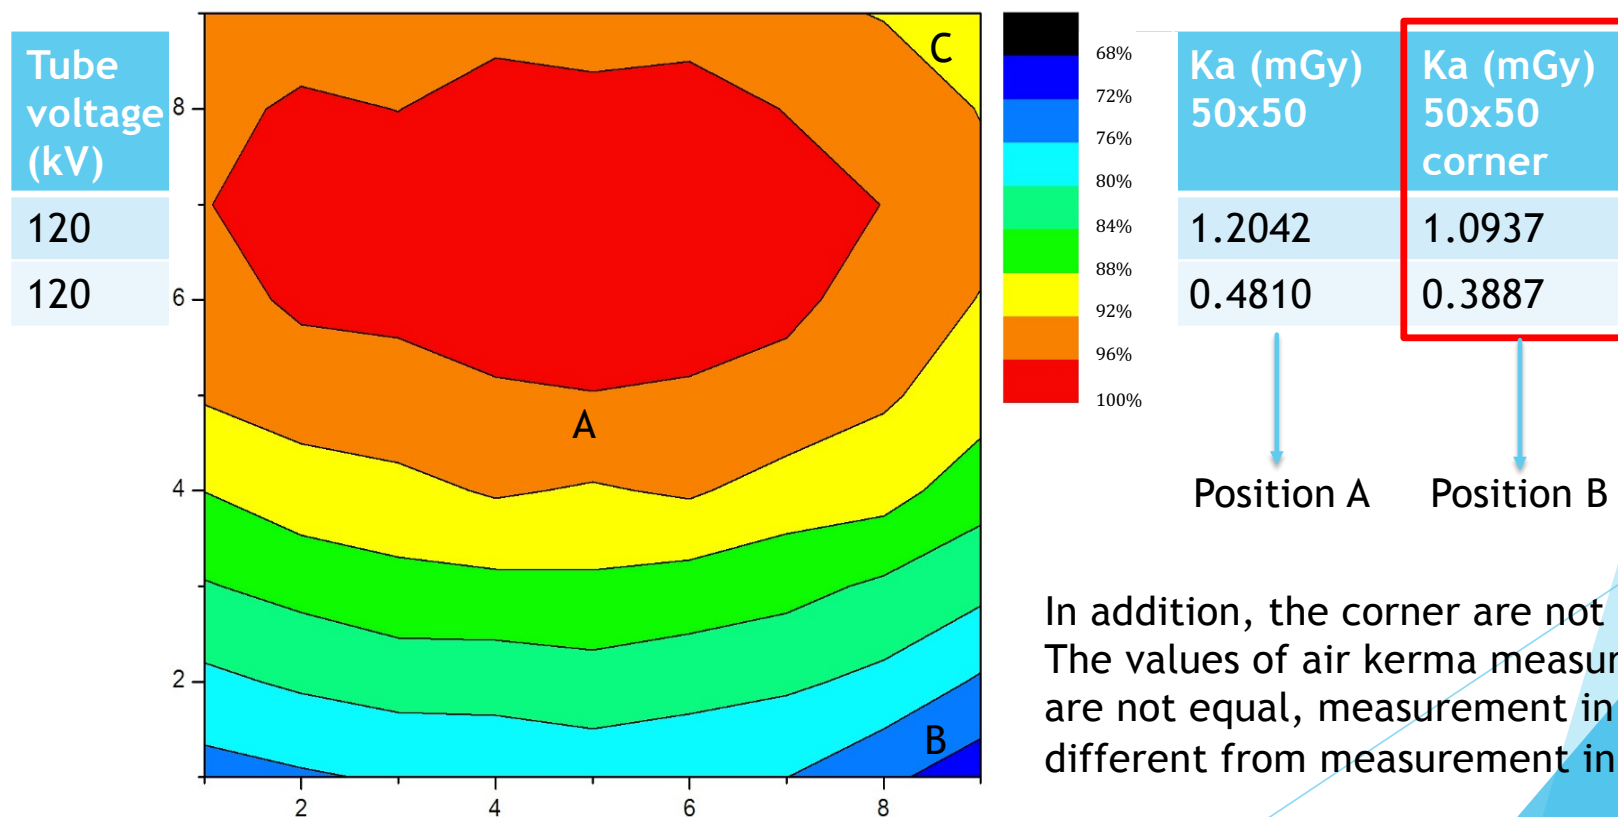 Tube
voltage
(kV)
120
120
8
6
4
2
2
4
6
8
C
A
B
68%
72%
76%
80%
84%
88%
92%
96%
100%
Ka (mGy)
50x50
1.2042
0.4810
Ka (mGy)
50x50
corner
1.0937
0.3887
Position A
Position B
In addition, the corner are not
The values of air kerma measur
are not equal, measurement in
different from measurement in